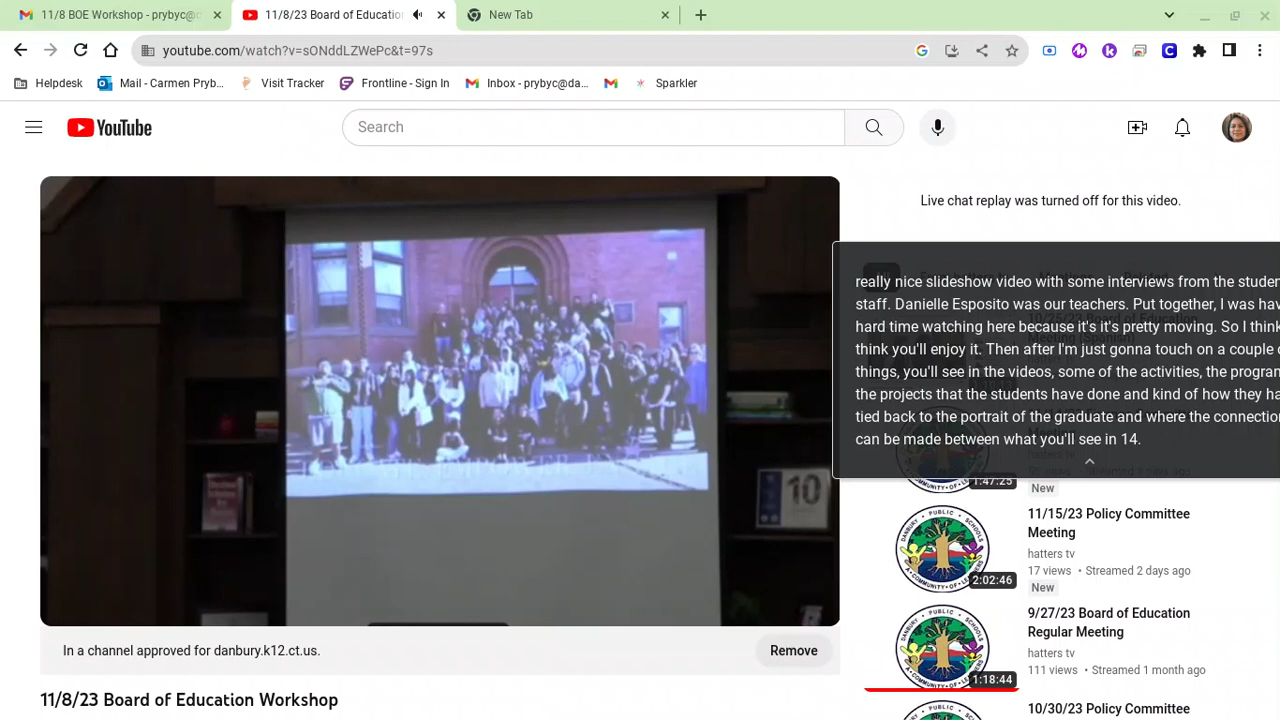 11/8 BOE Workshop - prybyc@m
11/8/23 Board of Education
New Tab
youtube.com/watch?v=sONddLZWePc&t=97s
Helpdesk
Mail - Carmen Pryb...
Visit Tracker
Frontline - Sign In
Inbox - prybyc@da...
Sparkler
YouTube
Search
Live chat replay was turned off for this video.
really nice slideshow video with some interviews from the studen
staff. Danielle Esposito was our teachers. Put together, I was hav
hard time watching here because it's it's pretty moving. So I think
think you'll enjoy it. Then after I'm just gonna touch on a couple o
things, you'll see in the videos, some of the activities, the program
the projects that the students have done and kind of how they ha
tied back to the portrait of the graduate and where the connection
can be made between what you'll see in 14.
1:47:25
New
11/15/23 Policy Committee
Meeting
hatters tv
17 views • Streamed 2 days ago
New
2:02:46
9/27/23 Board of Education
Regular Meeting
hatters tv
111 views • Streamed 1 month ago
1:18:44
10/30/23 Policy Committee
10
In a channel approved for danbury.k12.ct.us.
Remove
11/8/23 Board of Education Workshop